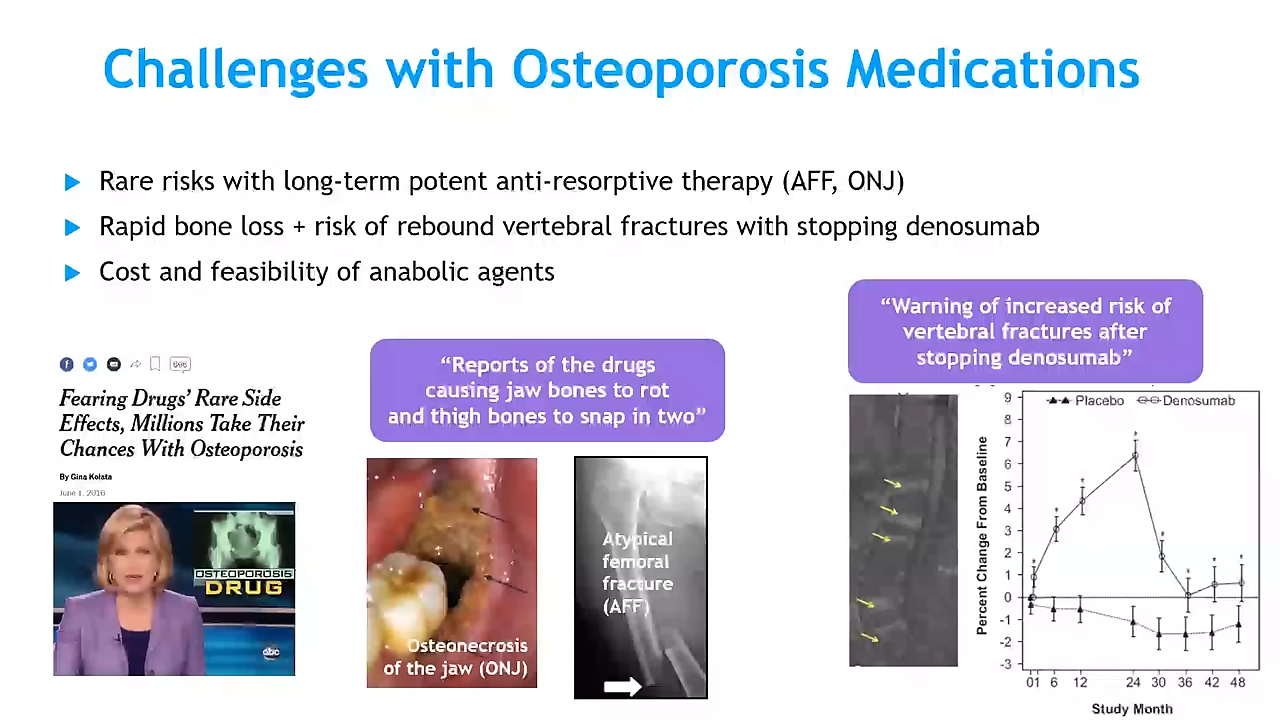 Challenges with Osteoporosis Medications
Rare risks with long-term potent anti-resorptive therapy (AFF, ONJ)
Rapid bone loss + risk of rebound vertebral fractures with stopping denosumab
Cost and feasibility of anabolic agents
Fearing Drugs' Rare Side
Effects, Millions Take Their
Chances With Osteoporosis
By Gina Kolata
June 1, 2016
OSTEOPOROSIS
DRUG
abc
“Reports of the drugs
causing jaw bones to rot
and thigh bones to snap in two”
Osteonecrosis
of the jaw (ONJ)
Atypical
femoral
fracture
(AFF)
“Warning of increased risk of
vertebral fractures after
stopping denosumab”
Placebo Denosumab
Percent Change From Baseline
9
8
7
6
5
4
3
2
1
0
-1
-2
-3
0 1 6 12 24 30 36 42 48
Study Month